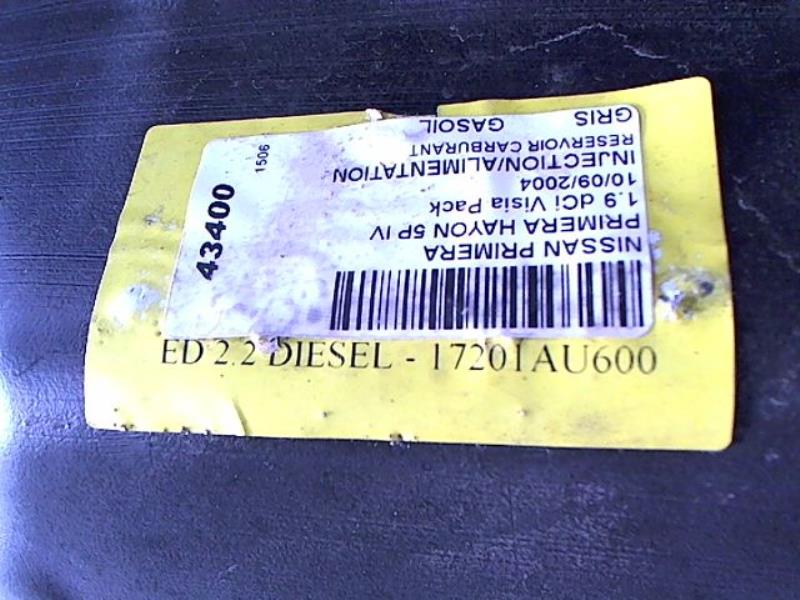 NISSAN PRIMERA
PRIMERA HAYON 5P IV
1.9 dCi Visia Pack
10/09/2004
INJECTION/ALIMENTATION
RESERVOIR CARBURANT
GASOIL
GRIS
43400
1506
ED 2.2 DIESEL - 17201AU600